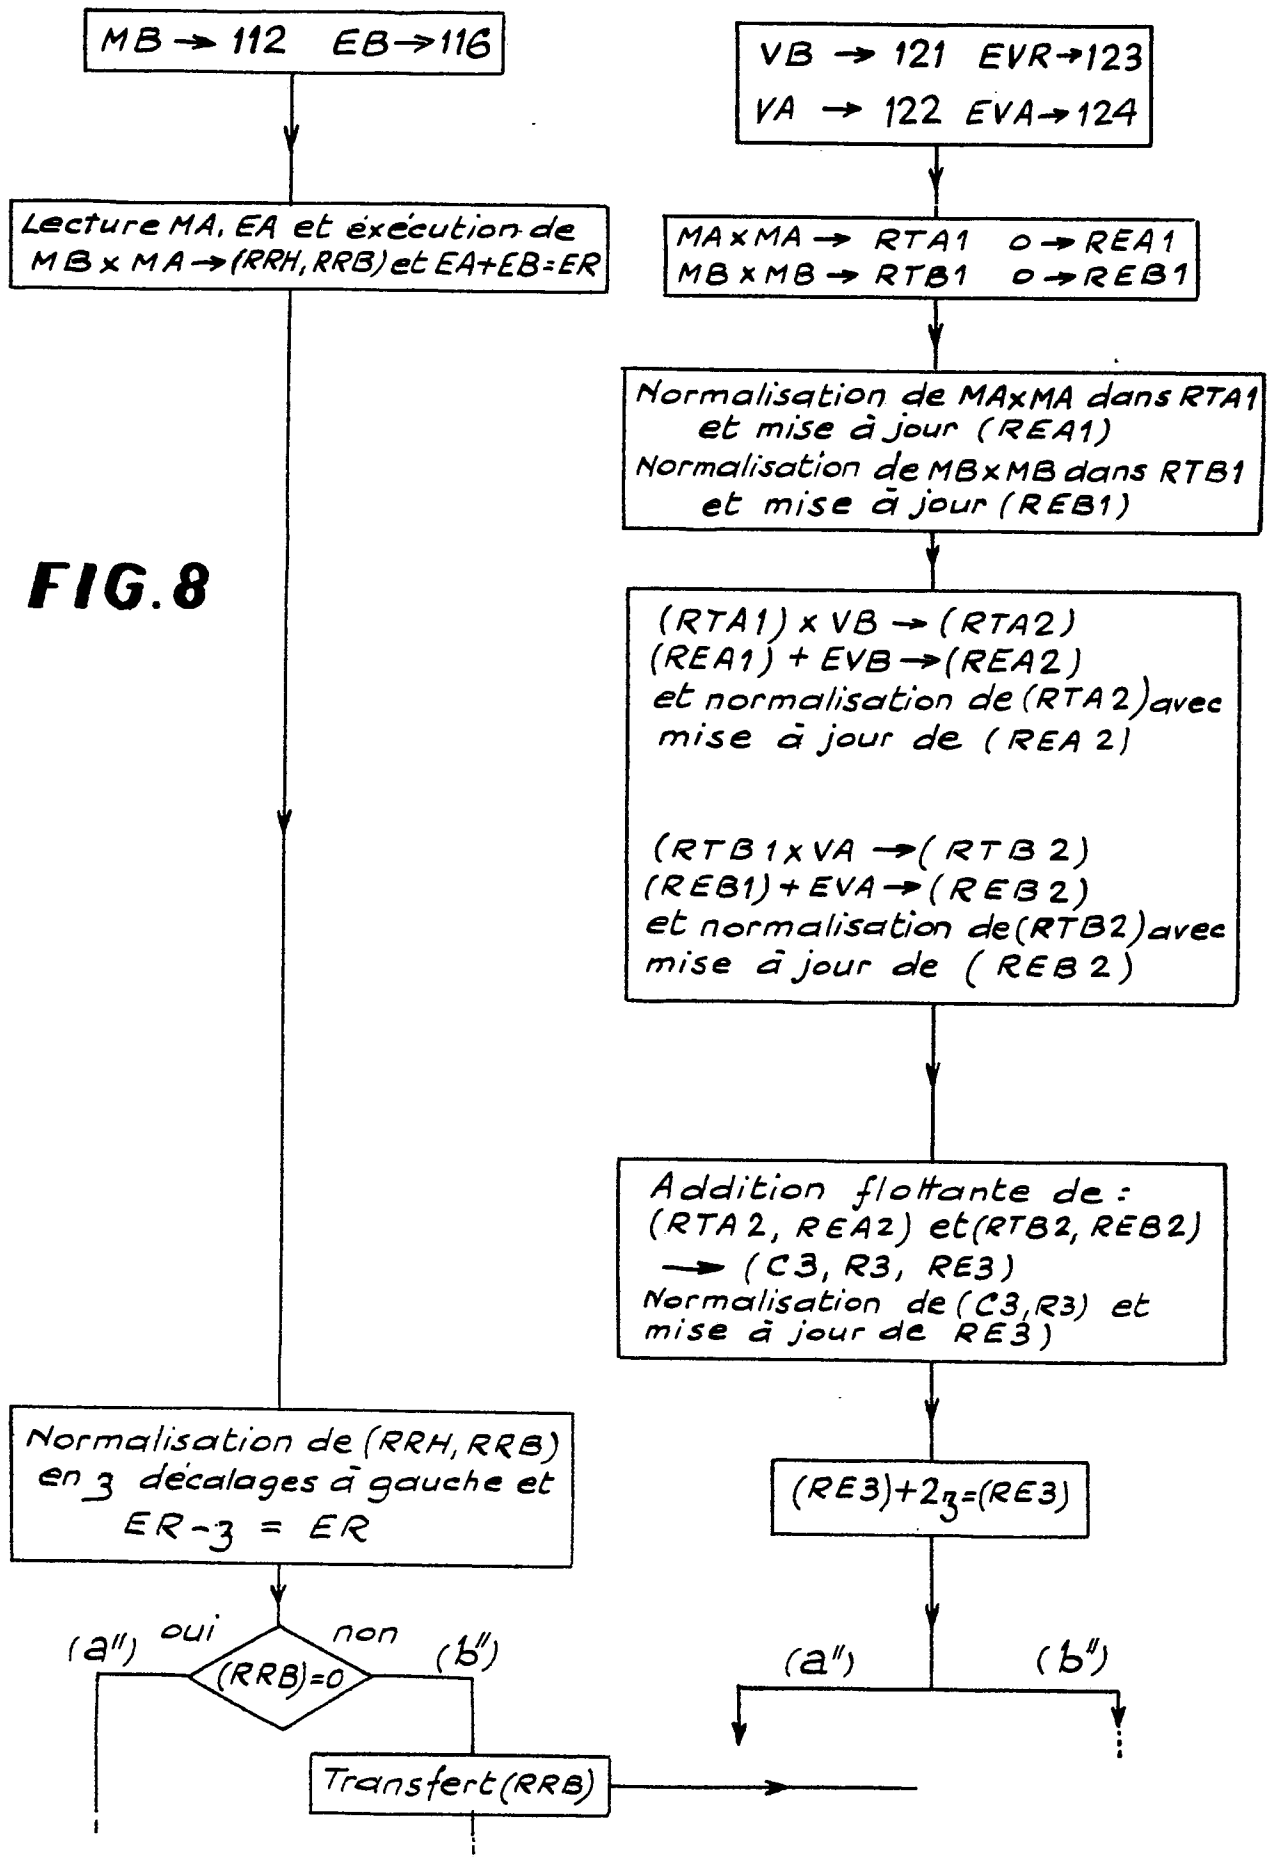 MB → 112 EB → 116
Lecture MA, EA et éxécution de
MB x MA → (RRH, RRB) et EA+EB=ER
FIG. 8
Normalisation de (RRH, RRB)
en z décalages à gauche et
ER-z = ER
(a") oui non (b")
(RRB)=0
Transfert (RRB)
VB → 121 EVR → 123
VA → 122 EVA → 124
MA x MA → RTA1 0 → REA1
MB x MB → RTB1 0 → REB1
Normalisation de MAxMA dans RTA1
et mise à jour (REA1)
Normalisation de MBxMB dans RTB1
et mise à jour (REB1)
(RTA1) x VB → (RTA2)
(REA1) + EVB → (REA2)
et normalisation de (RTA2) avec
mise à jour de (REA2)
(RTB1 x VA → (RTB2)
(REB1) + EVA → (REB2)
et normalisation de (RTB2) avec
mise à jour de (REB2)
Addition flottante de :
(RTA2, REA2) et (RTB2, REB2)
→ (C3, R3, RE3)
Normalisation de (C3, R3) et
mise à jour de RE3)
(RE3)+2z=(RE3)
(a") (b")